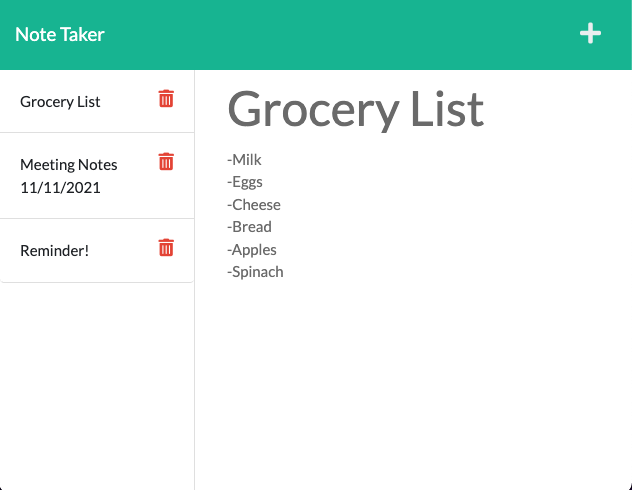 Note Taker
Grocery List
Meeting Notes
11/11/2021
Reminder!
Grocery List
-Milk
-Eggs
-Cheese
-Bread
-Apples
-Spinach